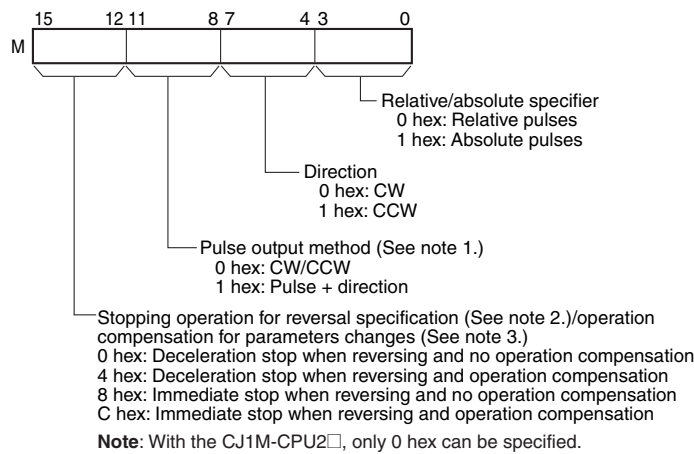 15 12 11 8 7 4 3 0
M
Relative/absolute specifier
0 hex: Relative pulses
1 hex: Absolute pulses
Direction
0 hex: CW
1 hex: CCW
Pulse output method (See note 1.)
0 hex: CW/CCW
1 hex: Pulse + direction
Stopping operation for reversal specification (See note 2.)/operation
compensation for parameters changes (See note 3.)
0 hex: Deceleration stop when reversing and no operation compensation
4 hex: Deceleration stop when reversing and operation compensation
8 hex: Immediate stop when reversing and no operation compensation
C hex: Immediate stop when reversing and operation compensation
Note: With the CJ1M-CPU2□, only 0 hex can be specified.